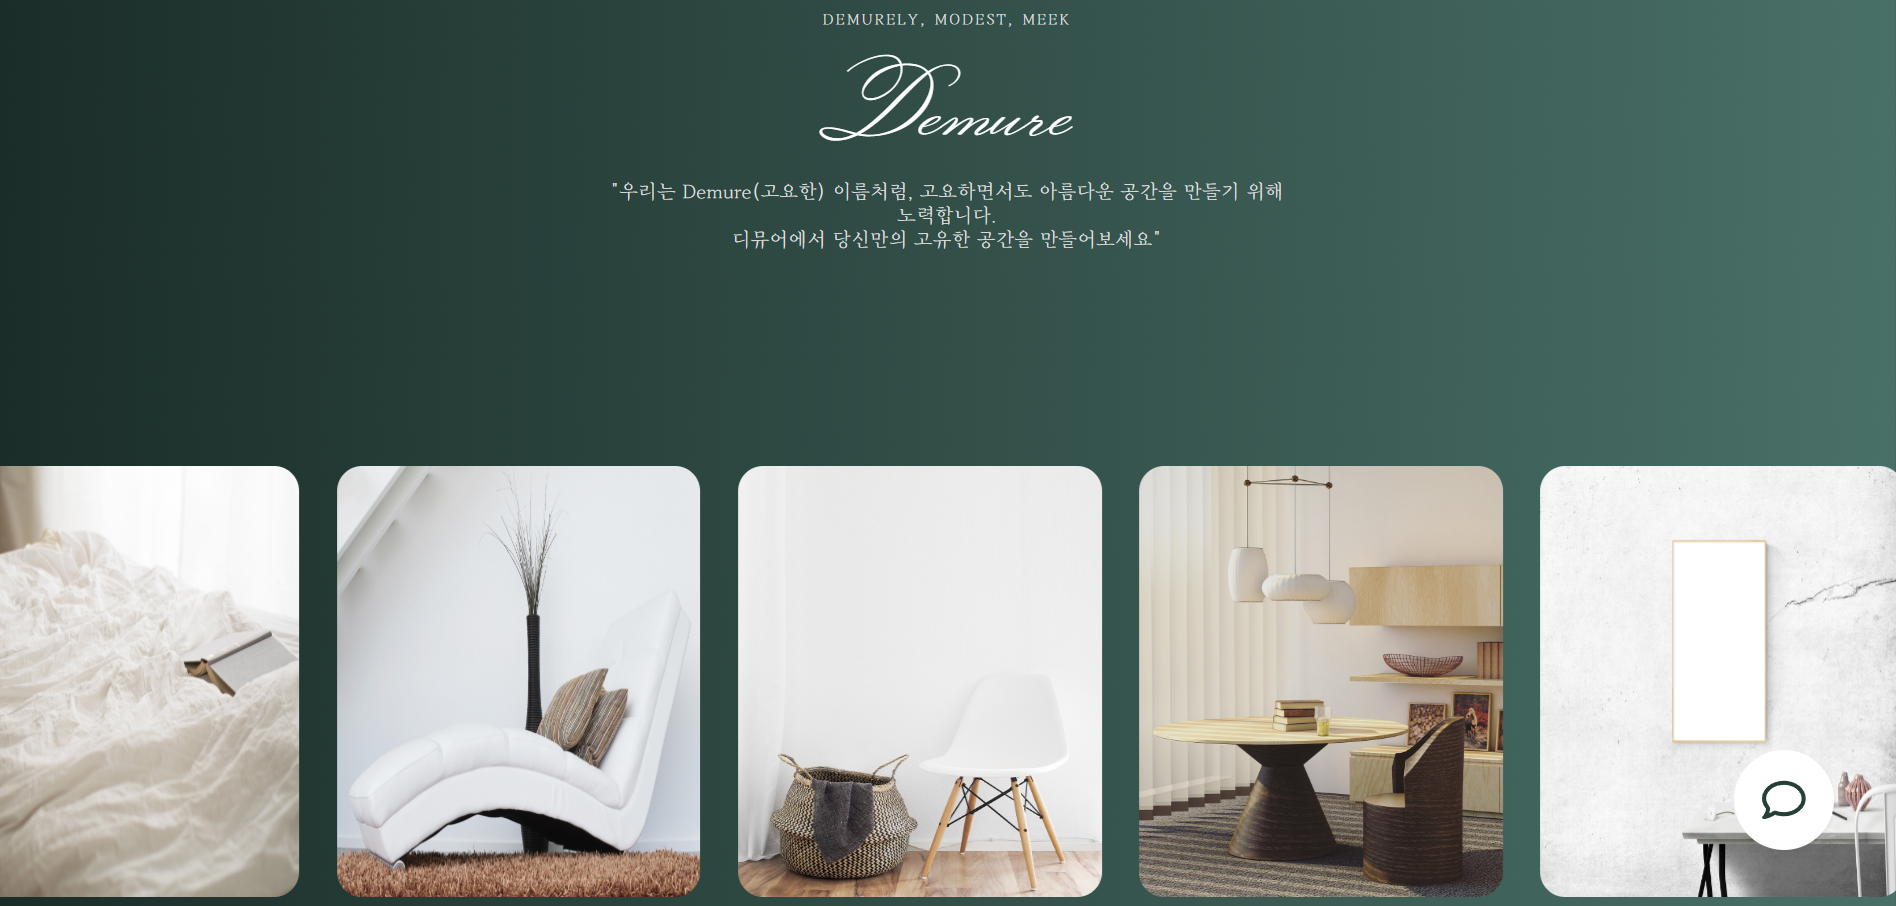 DEMURELY, MODEST, MEEK
Demure
"우리는 Demure(고요한) 이름처럼, 고요하면서도 아름다운 공간을 만들기 위해
노력합니다.
디뮤어에서 당신만의 고유한 공간을 만들어보세요"